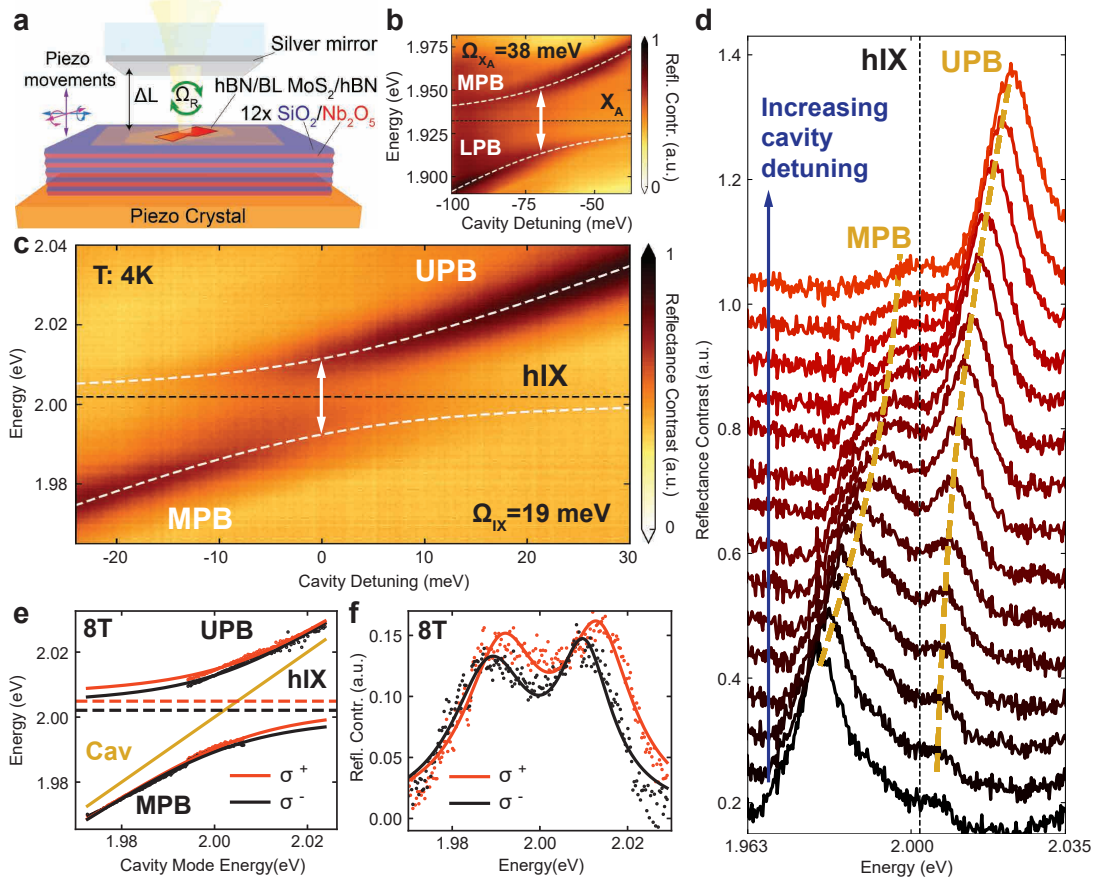 a
Silver mirror
Piezo
movements
ΔL
Ω_R
hBN/BL MoS₂/hBN
12x SiO₂/Nb₂O₅
Piezo Crystal
b
Ω_{X_A}=38 meV
MPB
X_A
LPB
Energy (eV)
1.975
1.950
1.925
1.900
-100
-75
-50
Cavity Detuning (meV)
1
Refl. Contr. (a.u.)
0
c
T: 4K
UPB
hIX
MPB
Ω_IX=19 meV
Energy (eV)
2.04
2.02
2.00
1.98
-20
-10
0
10
20
30
Cavity Detuning (meV)
1
Reflectance Contrast (a.u.)
0
d
hIX
UPB
Increasing
cavity
detuning
MPB
Reflectance Contrast (a.u.)
1.4
1.2
1.0
0.8
0.6
0.4
0.2
1.963
2.000
2.035
Energy (eV)
e
8T
UPB
hIX
Cav
MPB
σ⁺
σ⁻
Energy (eV)
2.02
2.00
1.98
1.98
2.00
2.02
Cavity Mode Energy(eV)
f
8T
σ⁺
σ⁻
Refl. Contr. (a.u.)
0.15
0.10
0.05
0.00
1.98
2.00
2.02
Energy(eV)